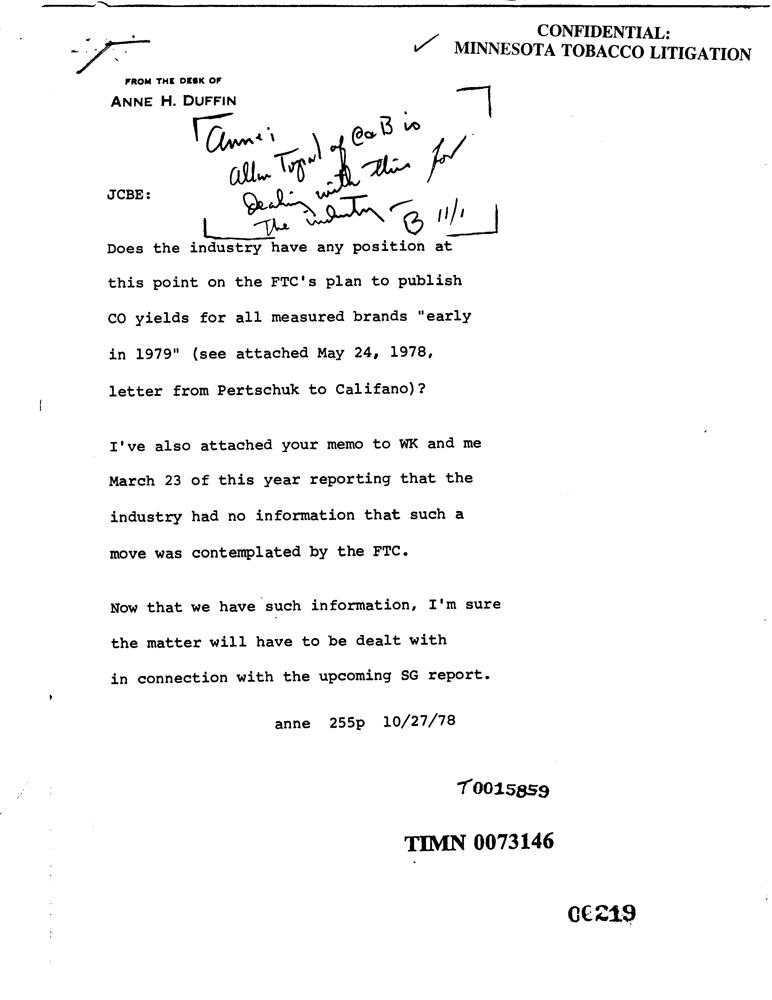 CONFIDENTIAL:
MINNESOTA TOBACCO LITIGATION
FROM THE DESK OF
ANNE H. DUFFIN
Anne:
Allan of C&B is
Dealing with this for
The industry B 11/1
JCBE:
Does the industry have any position at
this point on the FTC's plan to publish
CO yields for all measured brands "early
in 1979" (see attached May 24, 1978,
letter from Pertschuk to Califano)?
I've also attached your memo to WK and me
March 23 of this year reporting that the
industry had no information that such a
move was contemplated by the FTC.
Now that we have such information, I'm sure
the matter will have to be dealt with
in connection with the upcoming SG report.
anne 255p 10/27/78
T0015859
TIMN 0073146
06219